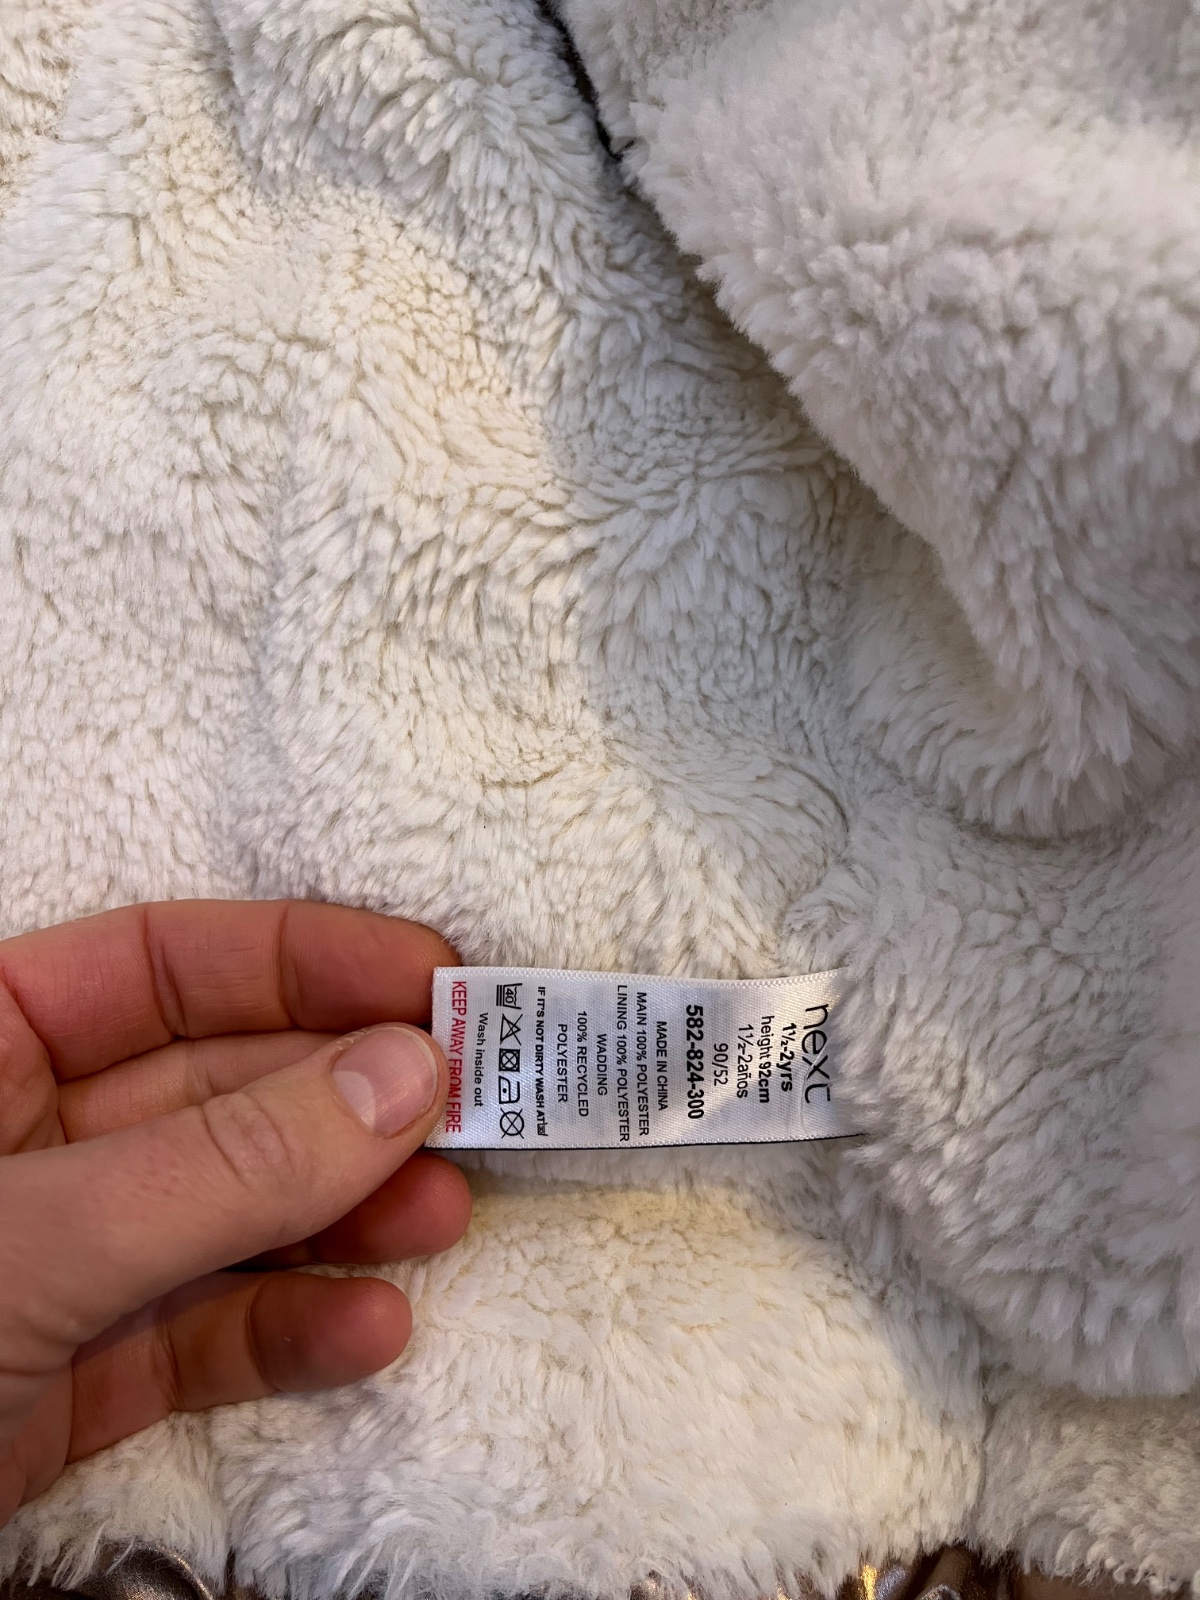 next
1½-2yrs
height 92cm
1½-2años
90/52
582-824-300
MADE IN CHINA
MAIN 100% POLYESTER
LINING 100% POLYESTER
WADDING
100% RECYCLED
POLYESTER
IF IT'S NOT DIRTY WASH AT
40
Wash inside out
KEEP AWAY FROM FIRE